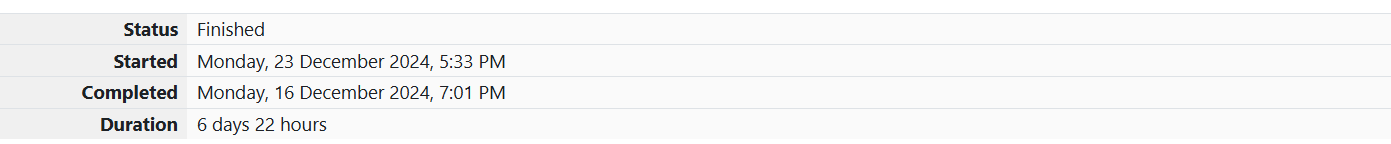 Status Finished
Started Monday, 23 December 2024, 5:33 PM
Completed Monday, 16 December 2024, 7:01 PM
Duration 6 days 22 hours